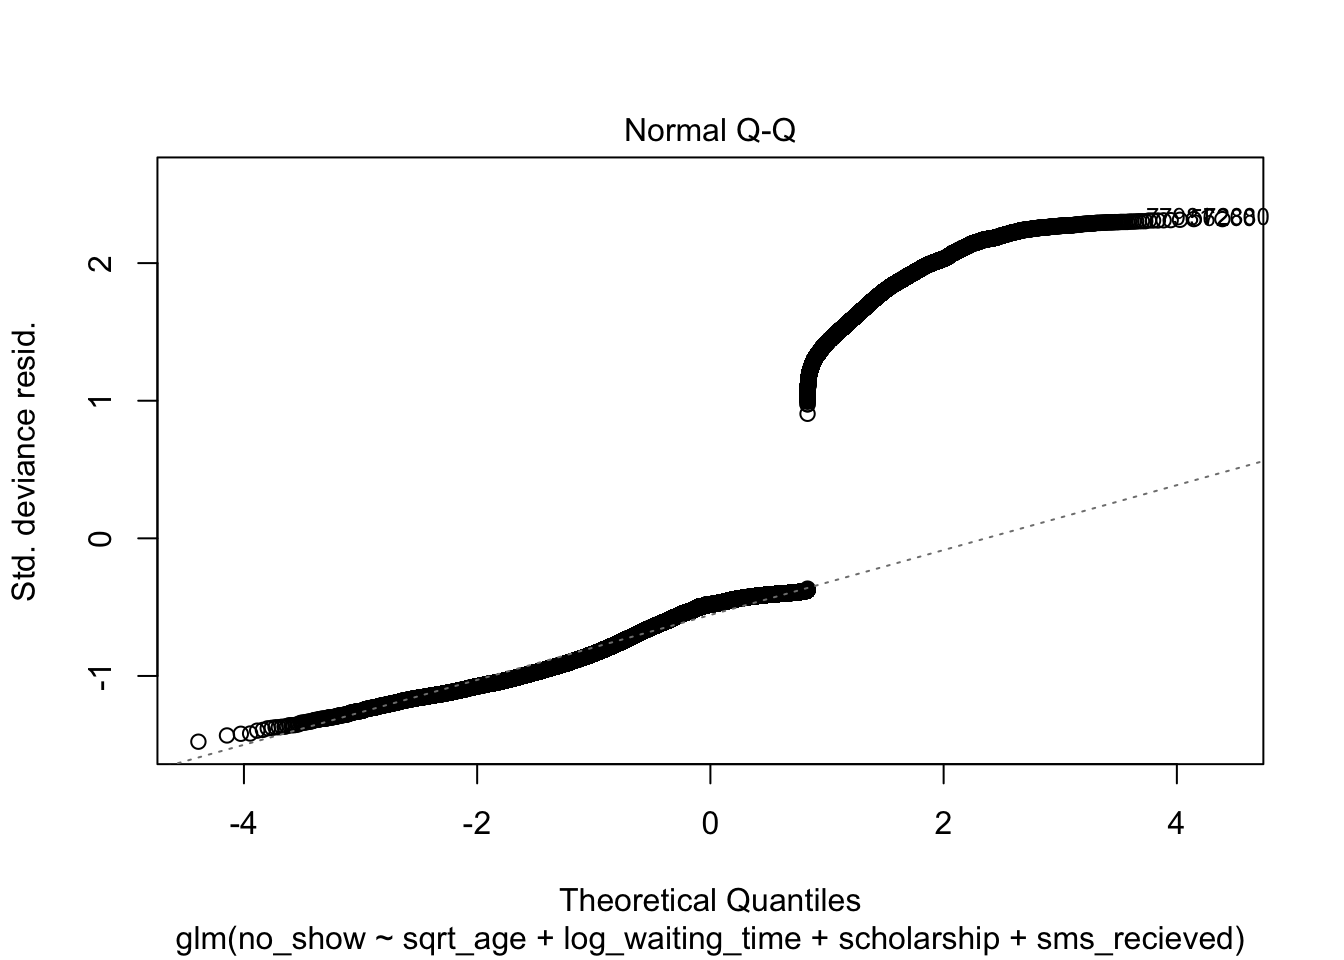 Normal Q-Q
Std. deviance resid.
2
1
0
-1
-4
-2
0
2
4
Theoretical Quantiles
glm(no_show ~ sqrt_age + log_waiting_time + scholarship + sms_recieved)